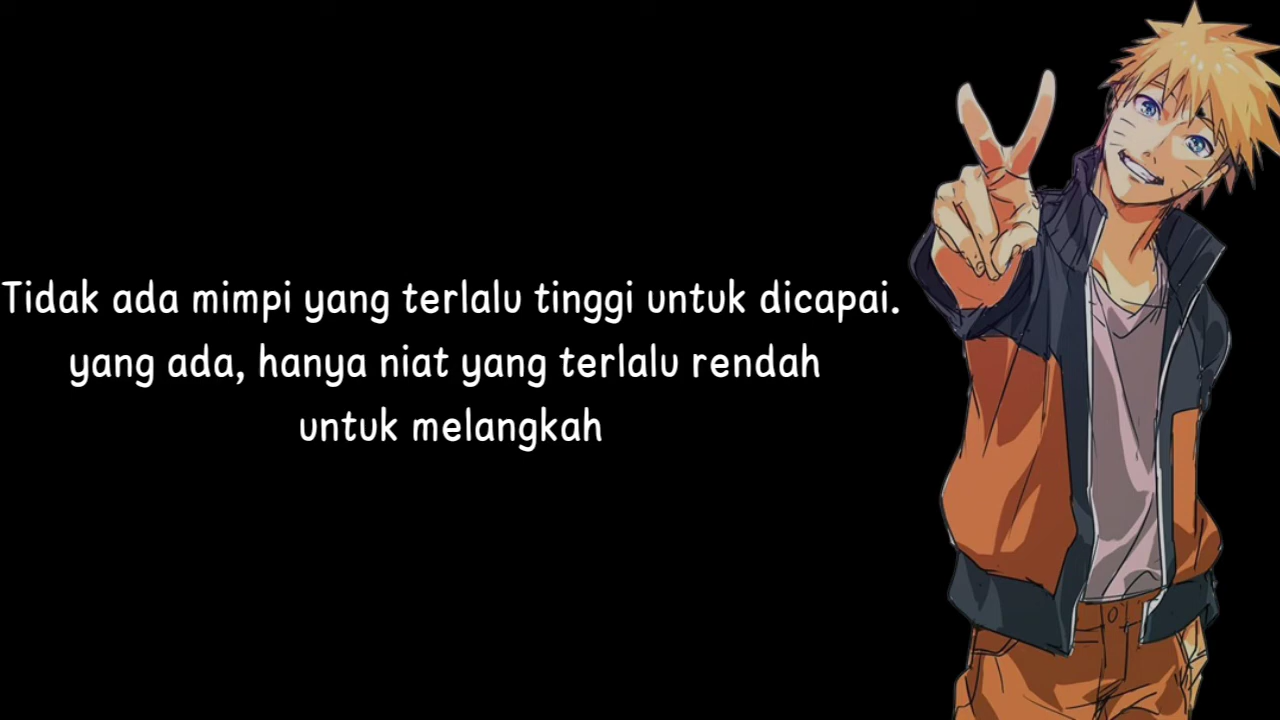 Tidak ada mimpi yang terlalu tinggi untuk dicapai.
yang ada, hanya niat yang terlalu rendah
untuk melangkah